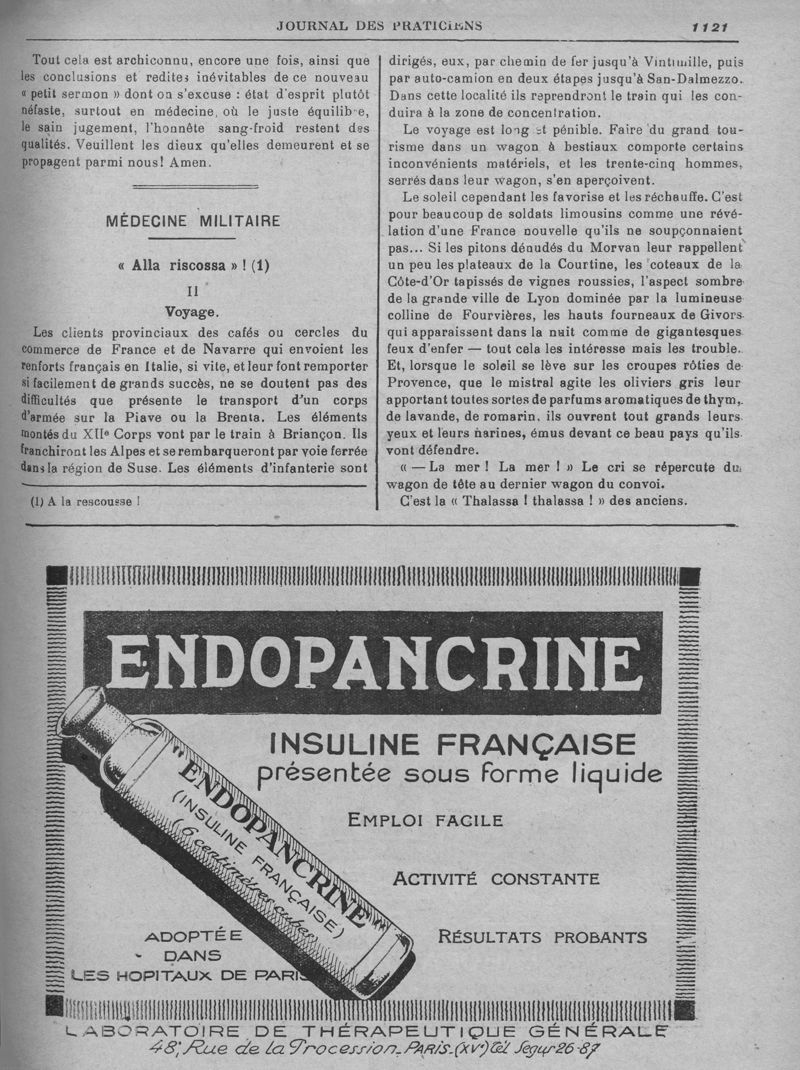 JOURNAL DES PRATICIENS
1121
Tout cela est archiconnu, encore une fois, ainsi que
les conclusions et redites inévitables de ce nouveau
« petit sermon » dont on s'excuse : état d'esprit plutôt
néfaste, surtout en médecine, où le juste équilibre,
le sain jugement, l'honnête sang-froid restent des
qualités. Veuillent les dieux qu'elles demeurent et se
propagent parmi nous! Amen.
MÉDECINE MILITAIRE
« Alla riscossa » ! (1)
II
Voyage.
Les clients provinciaux des cafés ou cercles du
commerce de France et de Navarre qui envoient les
renforts français en Italie, si vite, et leur font remporter
si facilement de grands succès, ne se doutent pas des
difficultés que présente le transport d'un corps
d'armée sur la Piave ou la Brenta. Les éléments
montés du XIIe Corps vont par le train à Briançon. Ils
franchiront les Alpes et se rembarqueront par voie ferrée
dans la région de Suse. Les éléments d'infanterie sont
(1) A la rescousse !
dirigés, eux, par chemin de fer jusqu'à Vintimille, puis
par auto-camion en deux étapes jusqu'à San-Dalmezzo.
Dans cette localité ils reprendront le train qui les con-
duira à la zone de concentration.
Le voyage est long et pénible. Faire du grand tou-
risme dans un wagon à bestiaux comporte certains
inconvénients matériels, et les trente-cinq hommes,
serrés dans leur wagon, s'en aperçoivent.
Le soleil cependant les favorise et les réchauffe. C'est
pour beaucoup de soldats limousins comme une révé-
lation d'une France nouvelle qu'ils ne soupçonnaient
pas... Si les pitons dénudés du Morvan leur rappellent
un peu les plateaux de la Courtine, les coteaux de la
Côte-d'Or tapissés de vignes roussies, l'aspect sombre
de la grande ville de Lyon dominée par la lumineuse
colline de Fourvières, les hauts fourneaux de Givors
qui apparaissent dans la nuit comme de gigantesques
feux d'enfer — tout cela les intéresse mais les trouble.
Et, lorsque le soleil se lève sur les croupes rôties de
Provence, que le mistral agite les oliviers gris leur
apportant toutes sortes de parfums aromatiques de thym,
de lavande, de romarin, ils ouvrent tout grands leurs
yeux et leurs narines, émus devant ce beau pays qu'ils
vont défendre.
« — La mer ! La mer ! » Le cri se répercute du
wagon de tête au dernier wagon du convoi.
C'est la « Thalassa ! thalassa ! » des anciens.
ENDOPANCRINE
INSULINE FRANÇAISE
présentée sous forme liquide
"ENDOPANCRINE"
(INSULINE FRANÇAISE)
(6 centimètres cubes)
EMPLOI FACILE
ACTIVITÉ CONSTANTE
RÉSULTATS PROBANTS
ADOPTÉE
DANS
LES HOPITAUX DE PARIS
LABORATOIRE DE THÉRAPEUTIQUE GÉNÉRALE
48, Rue de la Procession_PARIS_(XVe) Tél. Segur 26-87